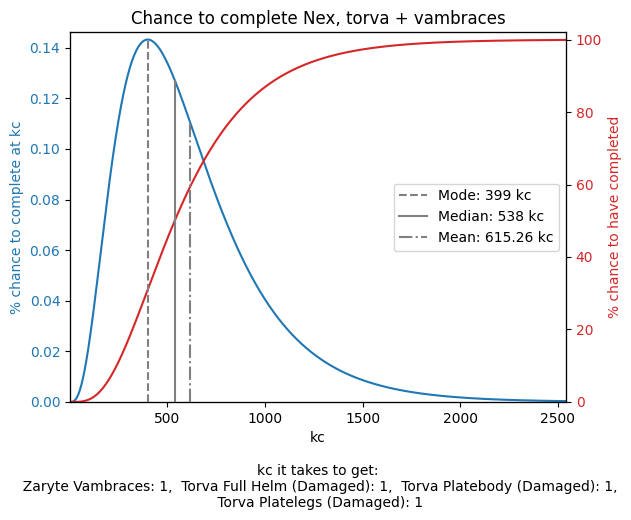 Chance to complete Nex, torva + vambraces
% chance to complete at kc
0.14
0.12
0.10
0.08
0.06
0.04
0.02
0.00
100
80
60
40
20
0
% chance to have completed
Mode: 399 kc
Median: 538 kc
Mean: 615.26 kc
500 1000 1500 2000 2500
kc
kc it takes to get:
Zaryte Vambraces: 1,  Torva Full Helm (Damaged): 1,  Torva Platebody (Damaged): 1,
Torva Platelegs (Damaged): 1